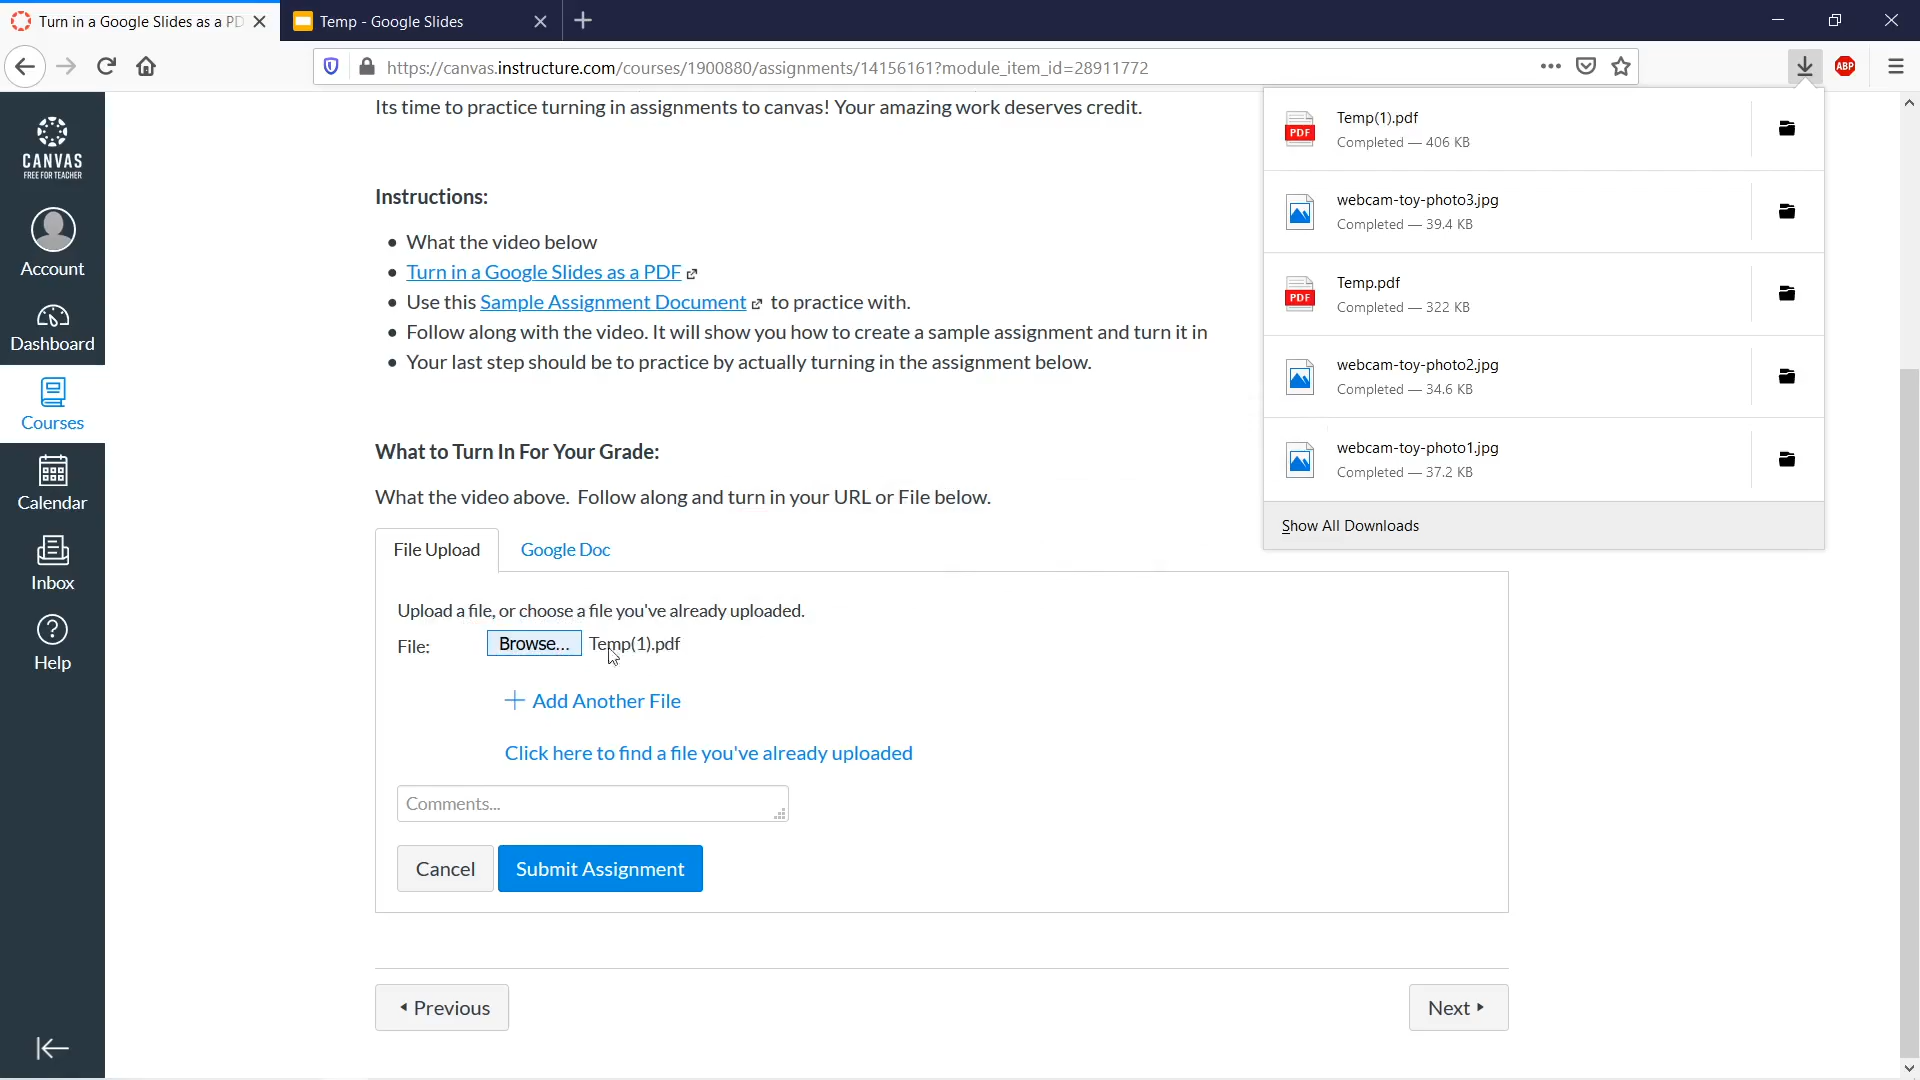 Turn in a Google Slides as a PD
Temp - Google Slides
https://canvas.instructure.com/courses/1900880/assignments/14156161?module_item_id=28911772
ABP
CANVAS
FREE FOR TEACHER
Account
Dashboard
Courses
Calendar
Inbox
Help
Its time to practice turning in assignments to canvas! Your amazing work deserves credit.
Instructions:
What the video below
Turn in a Google Slides as a PDF
Use this Sample Assignment Document to practice with.
Follow along with the video. It will show you how to create a sample assignment and turn it in
Your last step should be to practice by actually turning in the assignment below.
What to Turn In For Your Grade:
What the video above. Follow along and turn in your URL or File below.
File Upload
Google Doc
Upload a file, or choose a file you've already uploaded.
File:
Browse...
Temp(1).pdf
Add Another File
Click here to find a file you've already uploaded
Comments...
Cancel
Submit Assignment
Previous
Next
PDF
Temp(1).pdf
Completed — 406 KB
webcam-toy-photo3.jpg
Completed — 39.4 KB
PDF
Temp.pdf
Completed — 322 KB
webcam-toy-photo2.jpg
Completed — 34.6 KB
webcam-toy-photo1.jpg
Completed — 37.2 KB
Show All Downloads